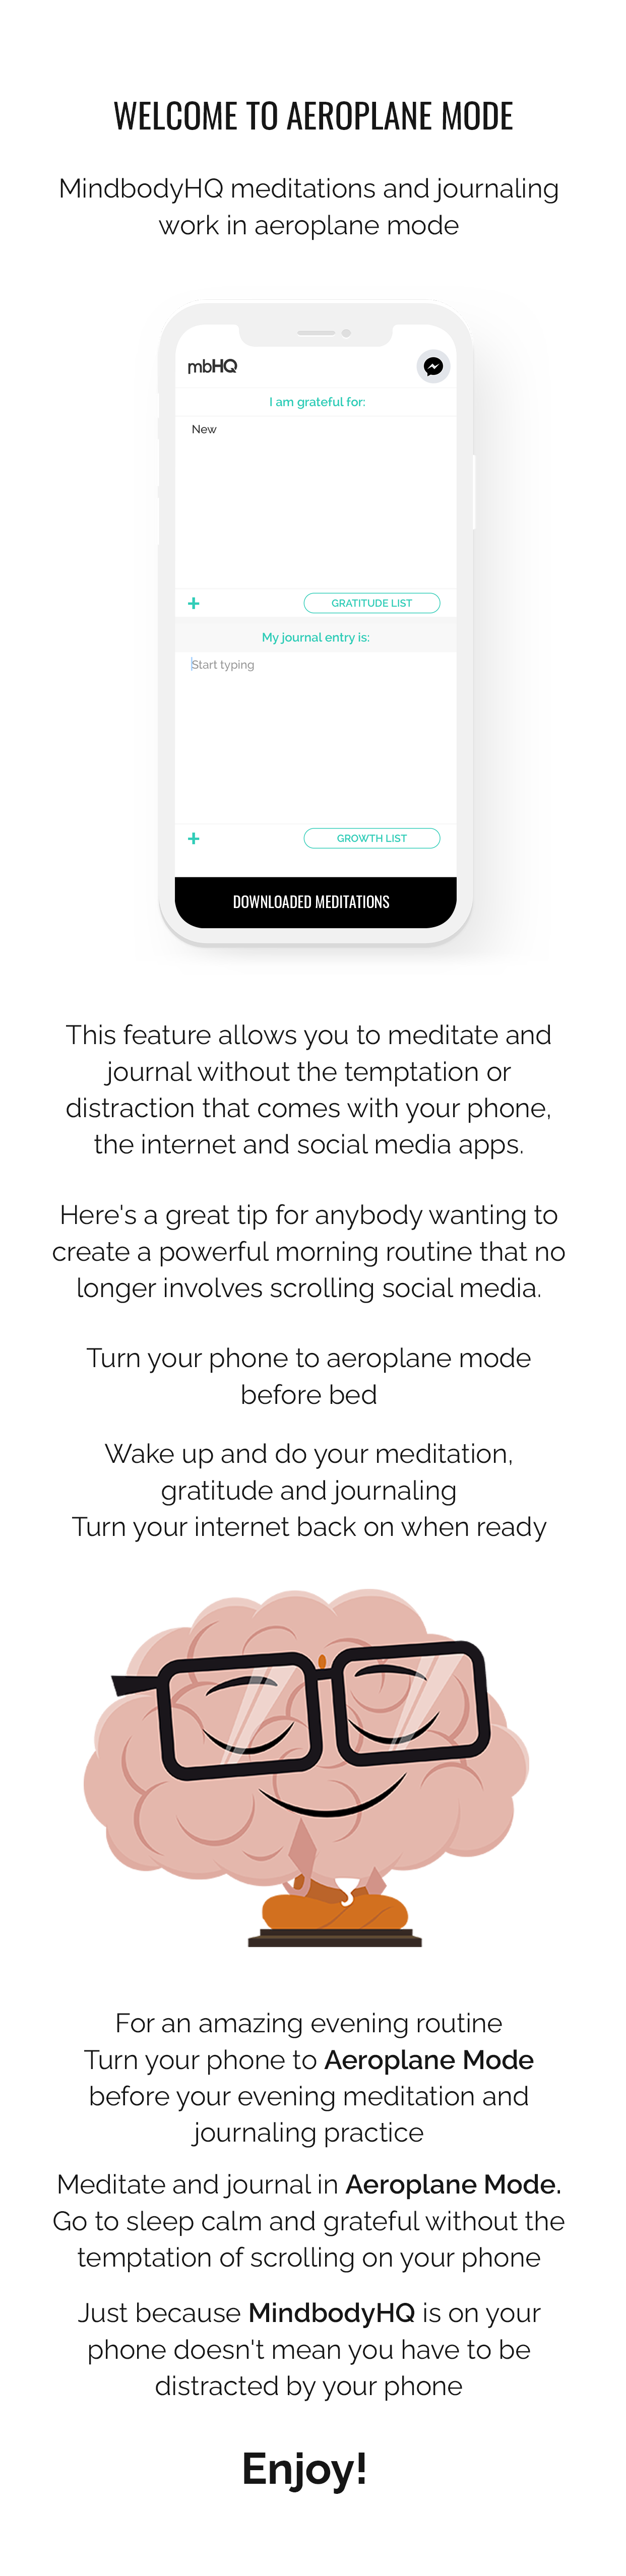 WELCOME TO AEROPLANE MODE
MindbodyHQ meditations and journaling
work in aeroplane mode
mbHQ
I am grateful for:
New
+ GRATITUDE LIST
My journal entry is:
Start typing
+ GROWTH LIST
DOWNLOADED MEDITATIONS
This feature allows you to meditate and
journal without the temptation or
distraction that comes with your phone,
the internet and social media apps.
Here's a great tip for anybody wanting to
create a powerful morning routine that no
longer involves scrolling social media.
Turn your phone to aeroplane mode
before bed
Wake up and do your meditation,
gratitude and journaling
Turn your internet back on when ready
For an amazing evening routine
Turn your phone to Aeroplane Mode
before your evening meditation and
journaling practice
Meditate and journal in Aeroplane Mode.
Go to sleep calm and grateful without the
temptation of scrolling on your phone
Just because MindbodyHQ is on your
phone doesn't mean you have to be
distracted by your phone
Enjoy!